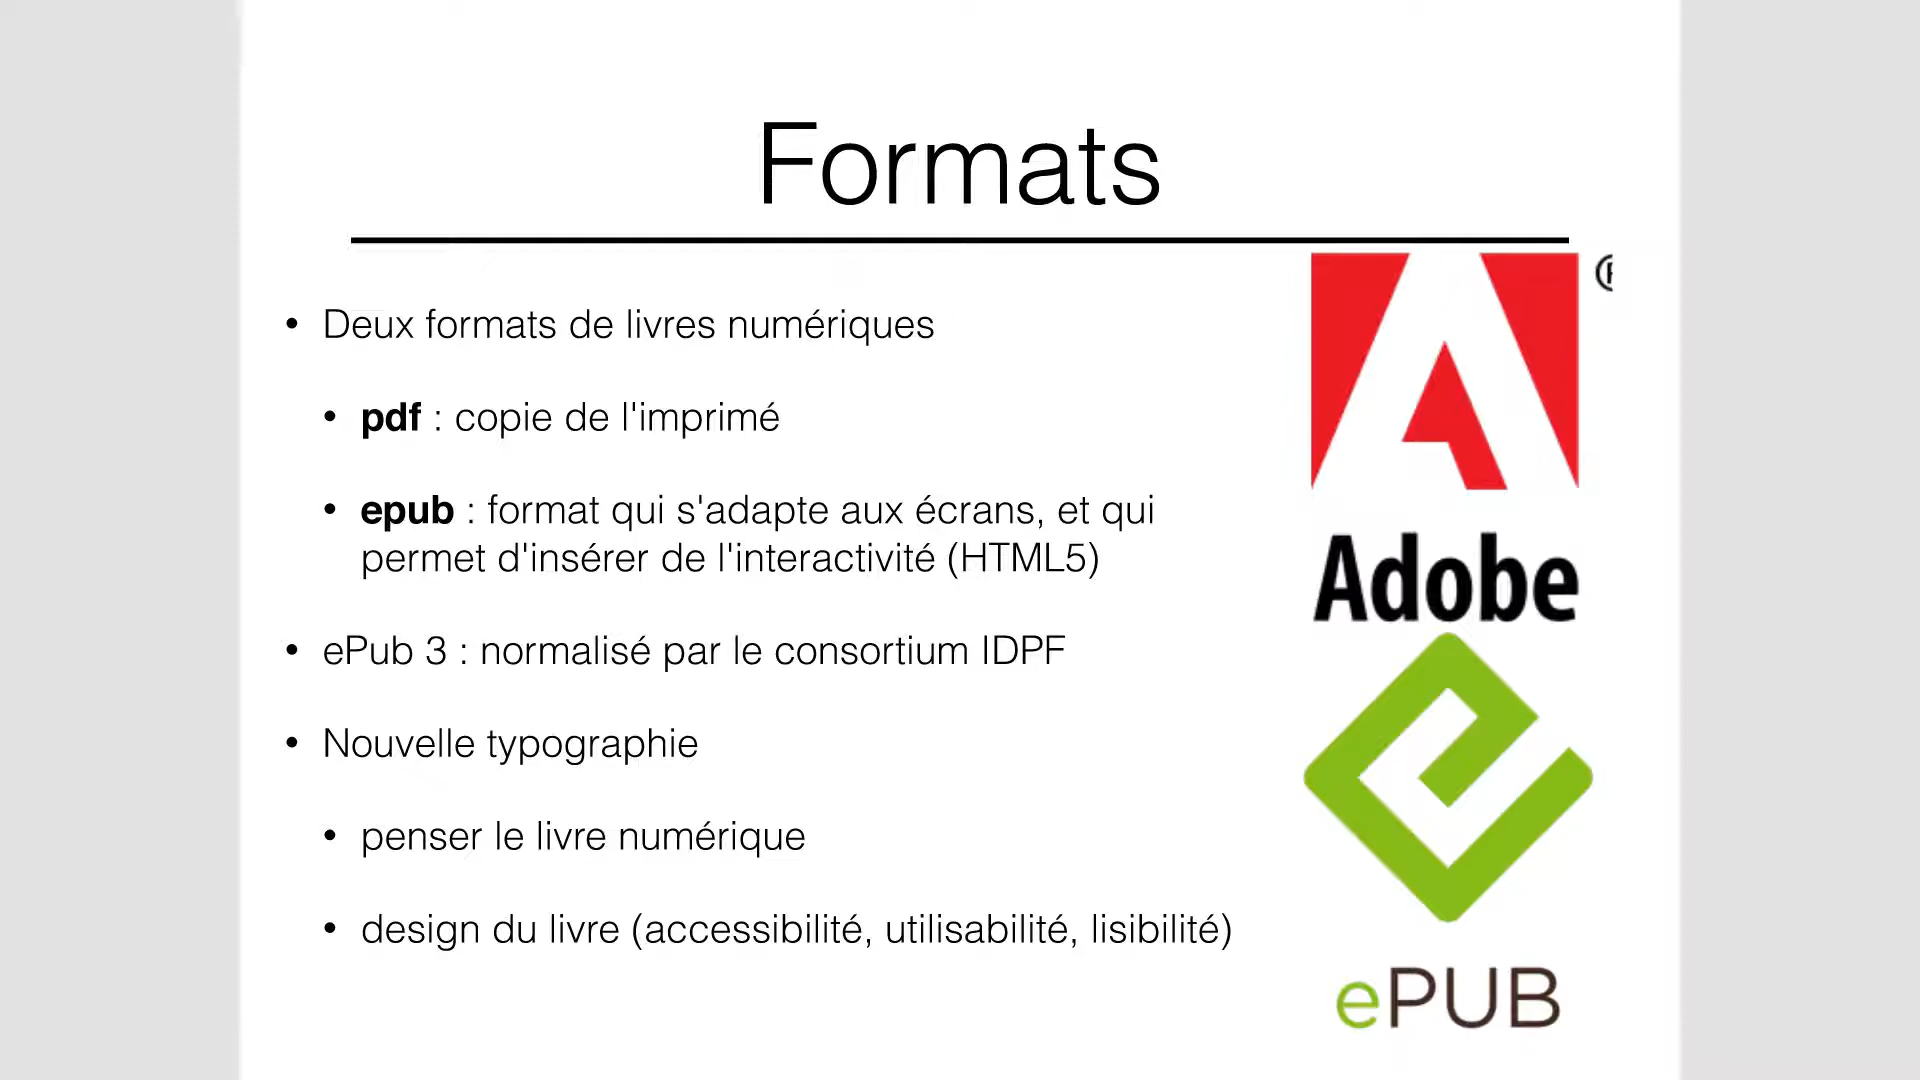 Formats
• Deux formats de livres numériques
• pdf : copie de l'imprimé
• epub : format qui s'adapte aux écrans, et qui
permet d'insérer de l'interactivité (HTML5)
• ePub 3 : normalisé par le consortium IDPF
• Nouvelle typographie
• penser le livre numérique
• design du livre (accessibilité, utilisabilité, lisibilité)
®
Adobe
ePUB